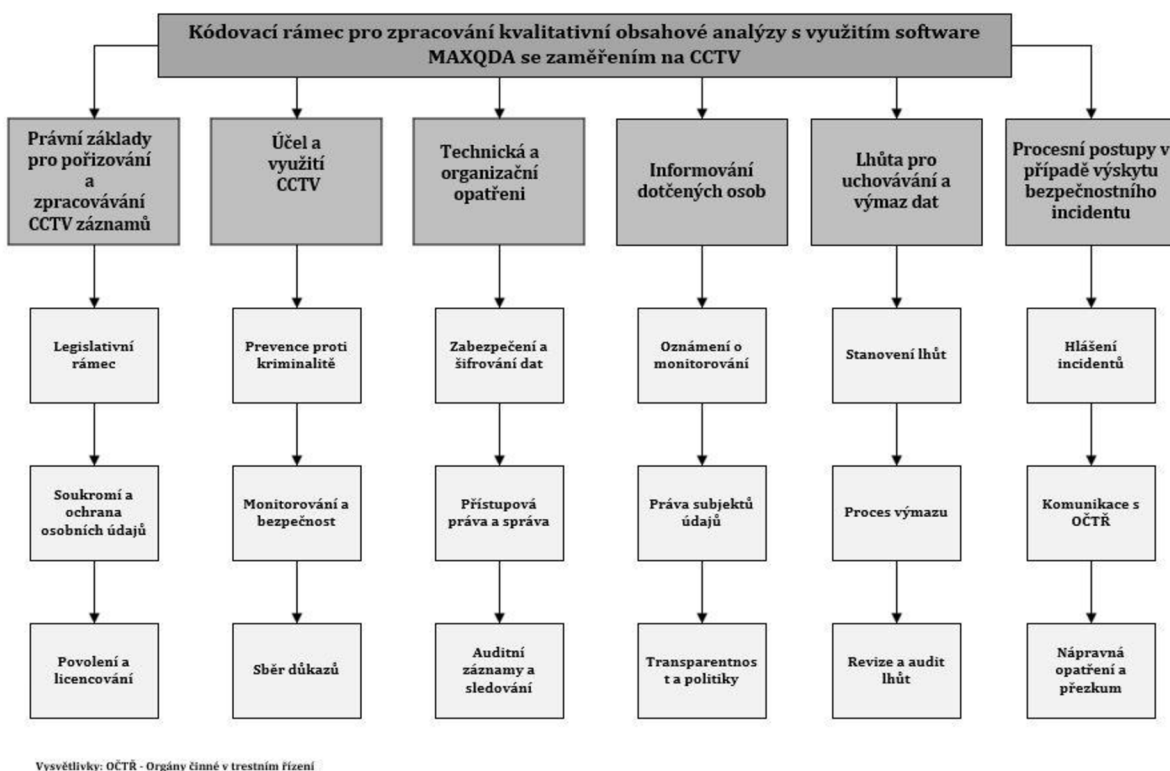 Kódovací rámec pro zpracování kvalitativní obsahové analýzy s využitím software
MAXQDA se zaměřením na CCTV
Právní základy
pro pořizování
a
zpracovávání
CCTV záznamů
Účel a
využití
CCTV
Technická a
organizační
opatřeni
Informování
dotčených osob
Lhůta pro
uchovávání a
výmaz dat
Procesní postupy v
případě výskytu
bezpečnostního
incidentu
Legislativní
rámec
Prevence proti
kriminalitě
Zabezpečení a
šifrování dat
Oznámení o
monitorování
Stanovení lhůt
Hlášení
incidentů
Soukromí a
ochrana
osobních údajů
Monitorování a
bezpečnost
Přístupová
práva a správa
Práva subjektů
údajů
Proces výmazu
Komunikace s
OČTŘ
Povolení a
licencování
Sběr důkazů
Auditní
záznamy a
sledování
Transparentnos
t a politiky
Revize a audit
lhůt
Nápravná
opatření a
přezkum
Vysvětlivky: OČTŘ - Orgány činné v trestním řízení